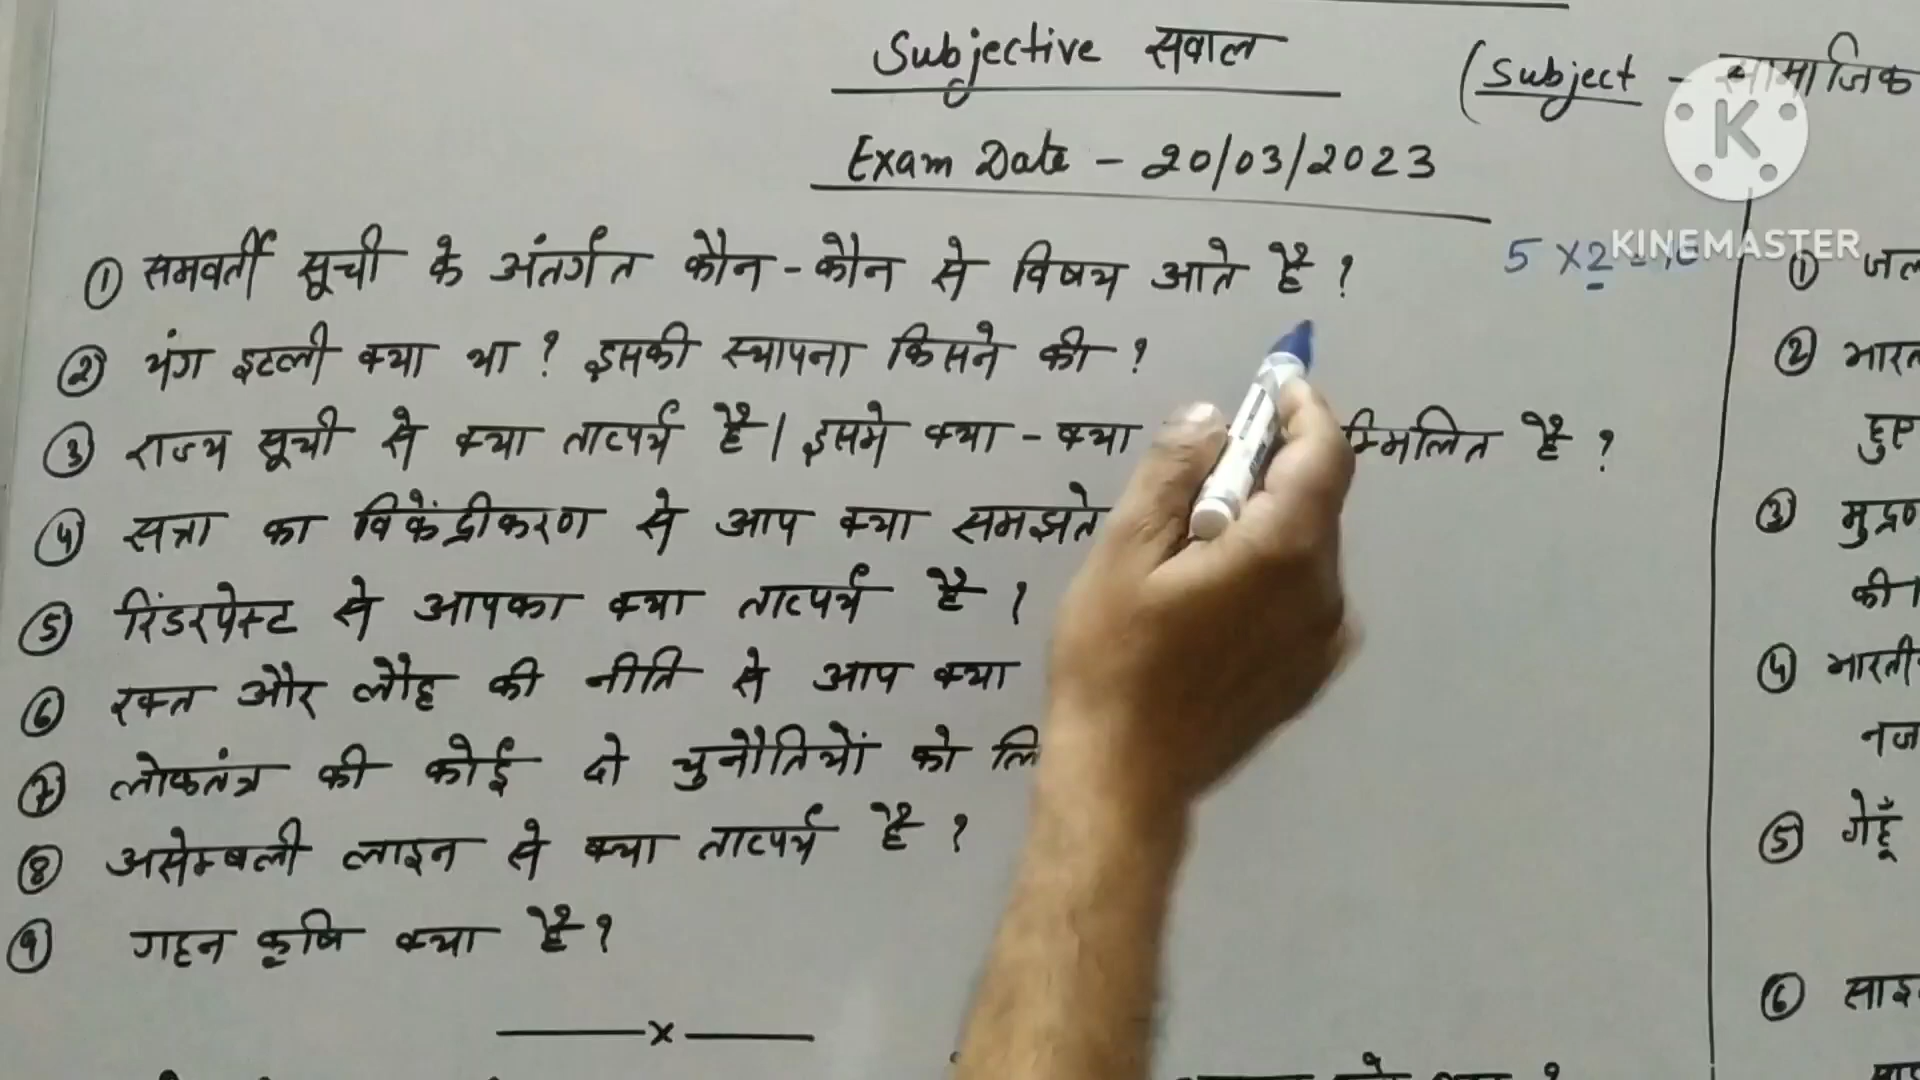 Subjective सवाल
(Subject - सामाजिक
Exam Date - 20/03/2023
KINEMASTER
① समवर्ती सूची के अंतर्गत कौन-कौन से विषय आते है ?
5 × 2 =
② यंग इटली क्या था ? इसकी स्थापना किसने की ?
③ राज्य सूची से क्या तात्पर्य है। इसमे क्या-क्या म्मिलित है ?
④ सत्ता का विकेंद्रीकरण से आप क्या समझते
⑤ रिंडरपेस्ट से आपका क्या तात्पर्य है ?
⑥ रक्त और लौह की नीति से आप क्या
⑦ लोकतंत्र की कोई दो चुनौतियों को लि
⑧ असेम्बली लाइन से क्या तात्पर्य है ?
⑨ गहन कृषि क्या है ?
x
① जल
② भारत
हुए
③ मुद्रण
की
④ भारती
नज
⑤ गेहूँ
⑥ साइ